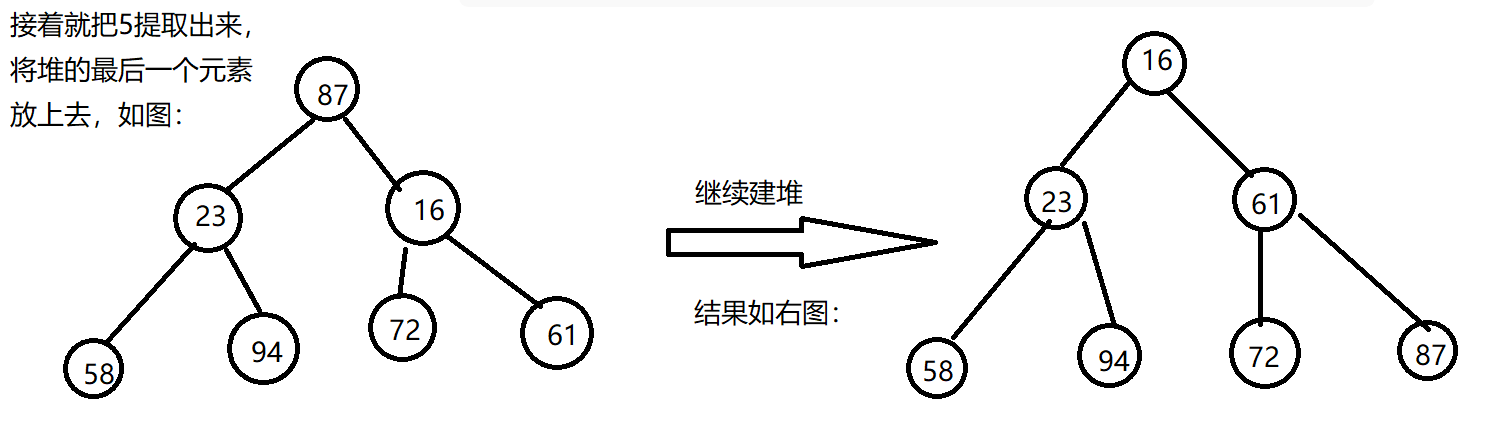 接着就把5提取出来，
将堆的最后一个元素
放上去，如图：
87
23
16
58
94
72
61
继续建堆
结果如右图：
16
23
61
58
94
72
87